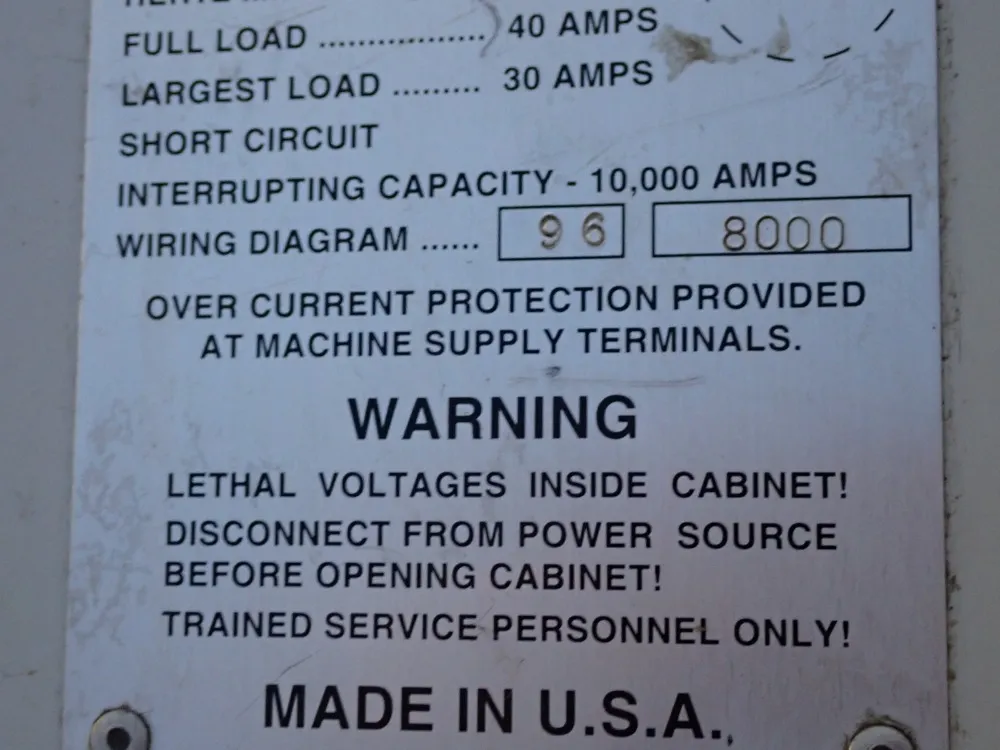 FULL LOAD ................. 40 AMPS
LARGEST LOAD ......... 30 AMPS
SHORT CIRCUIT
INTERRUPTING CAPACITY - 10,000 AMPS
WIRING DIAGRAM ...... 96 8000
OVER CURRENT PROTECTION PROVIDED
AT MACHINE SUPPLY TERMINALS.
WARNING
LETHAL VOLTAGES INSIDE CABINET!
DISCONNECT FROM POWER SOURCE
BEFORE OPENING CABINET!
TRAINED SERVICE PERSONNEL ONLY!
MADE IN U.S.A.